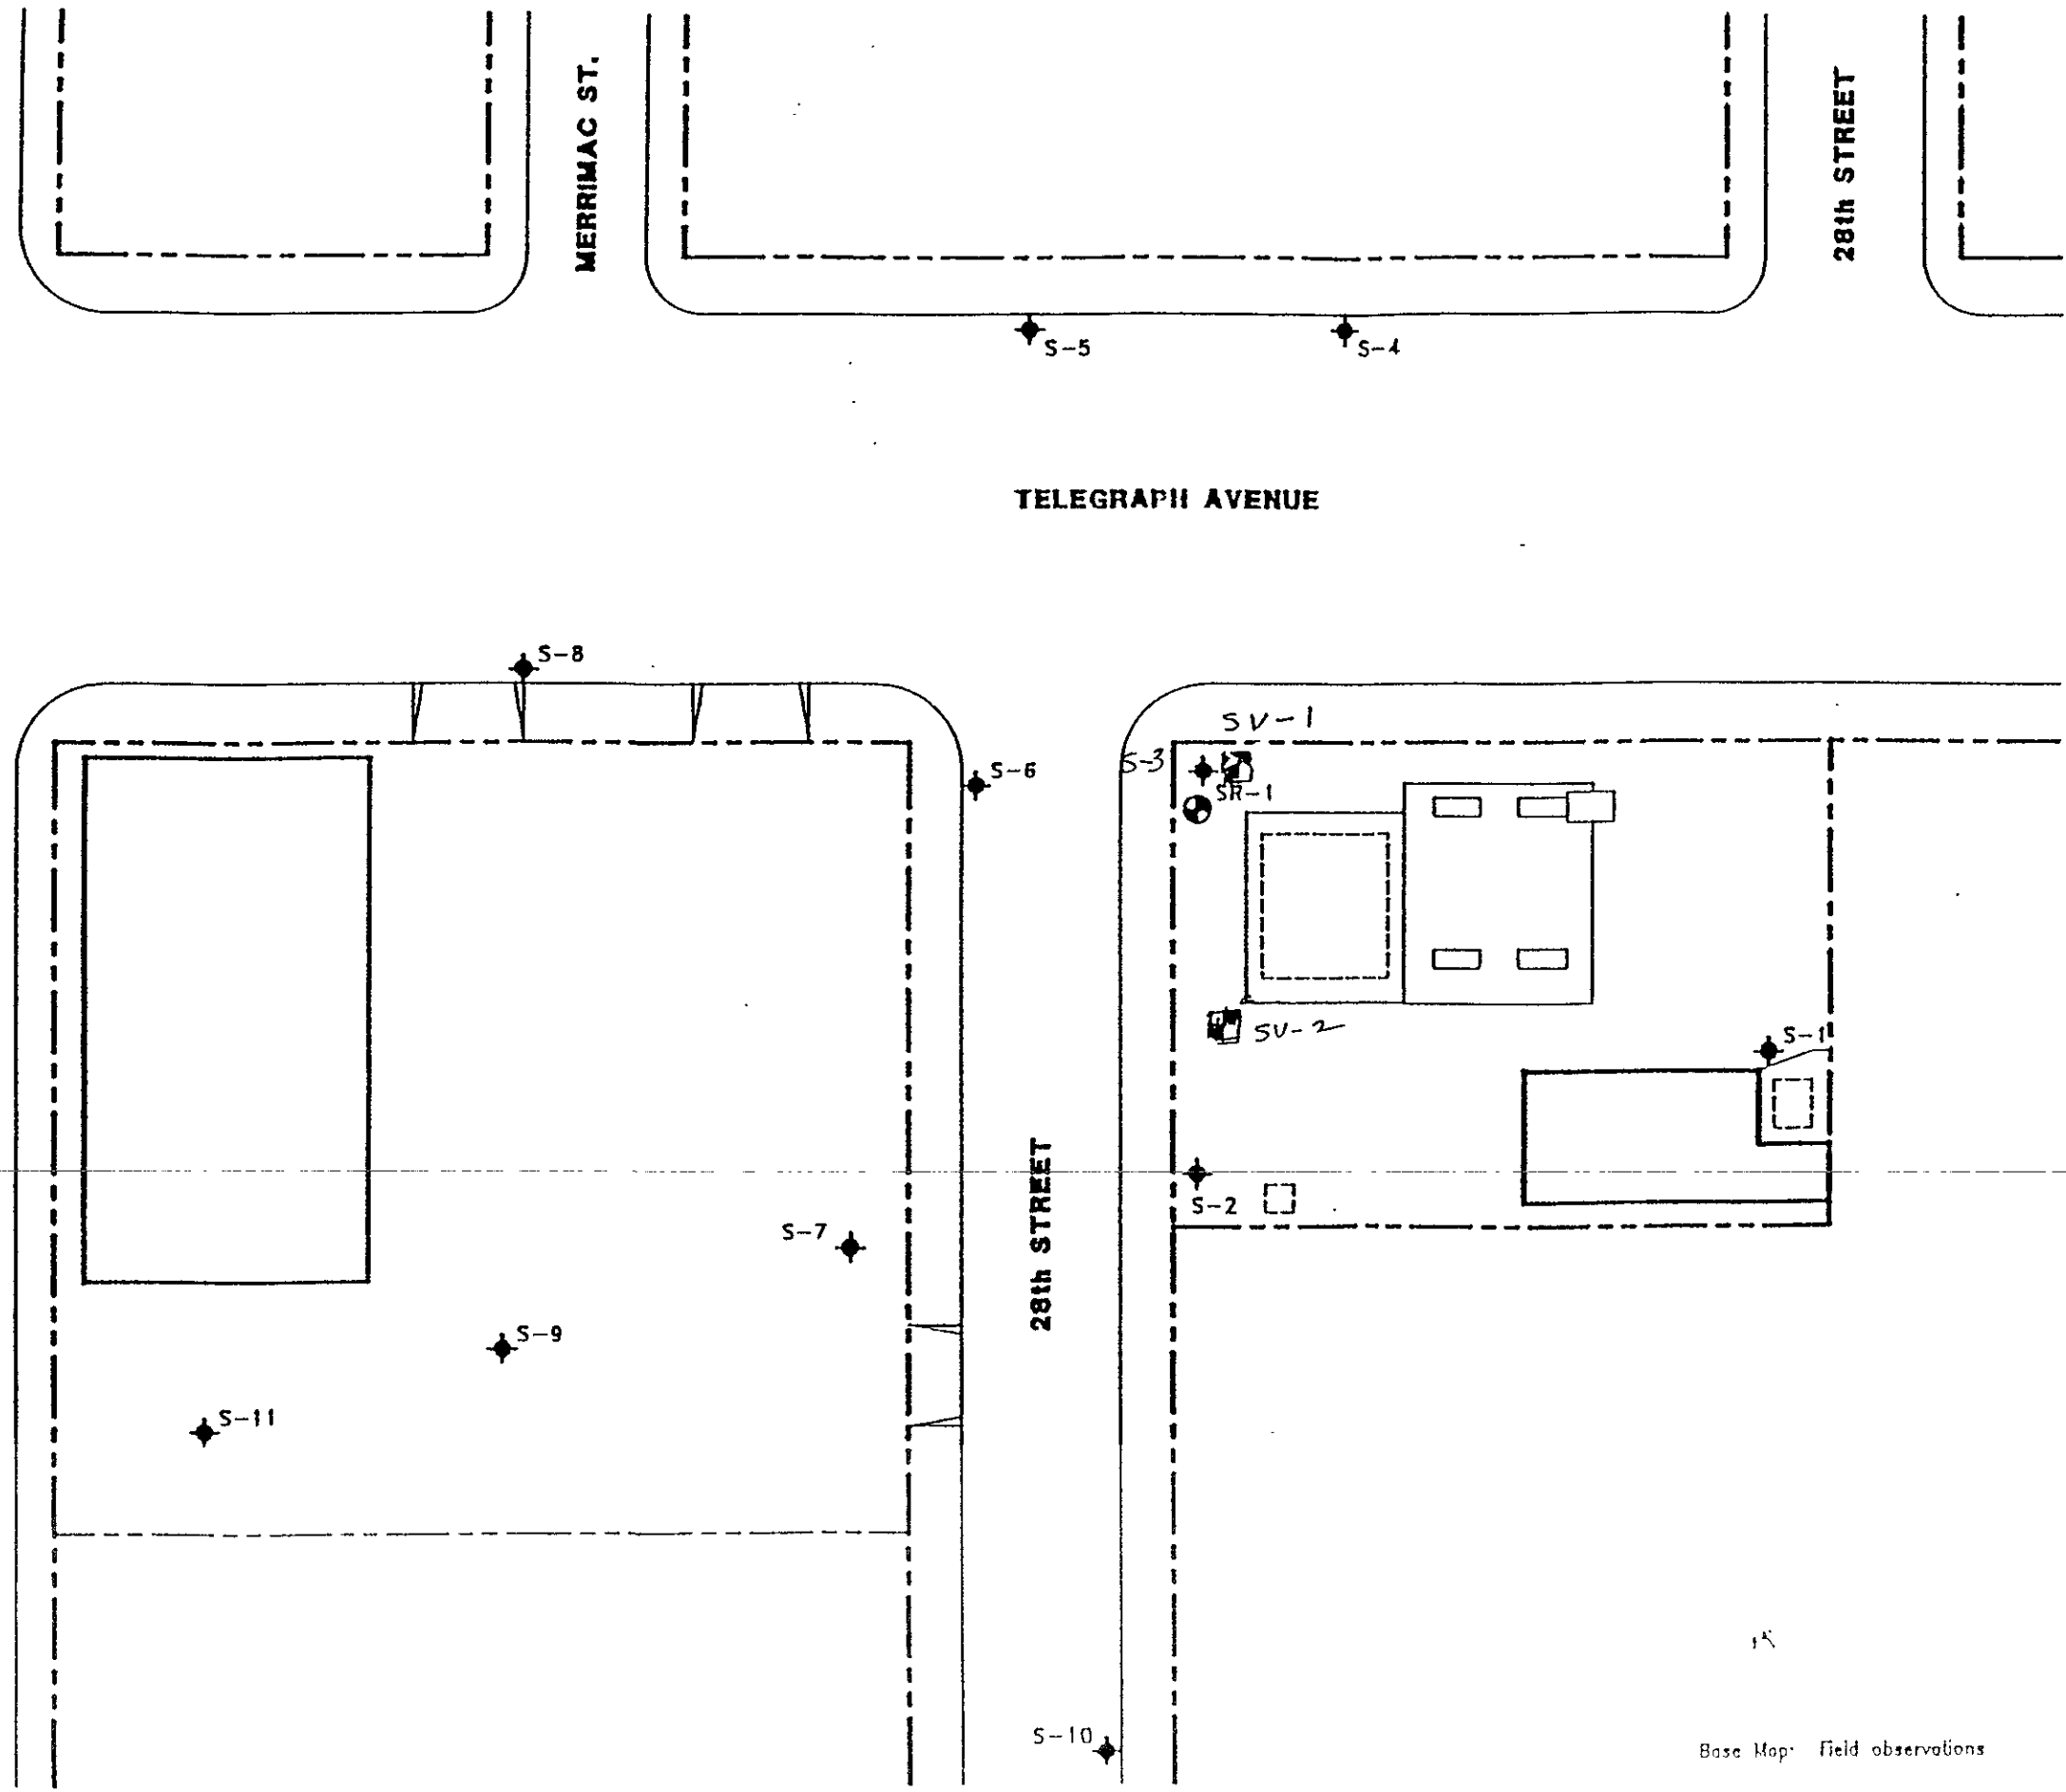 MERRIMAC ST.
28th STREET
S-5
S-4
TELEGRAPH AVENUE
S-8
SV-1
S-6
S-3
SR-1
SV-2
S-1
28th STREET
S-2
S-7
S-9
S-11
S-10
Base Map: Field observations